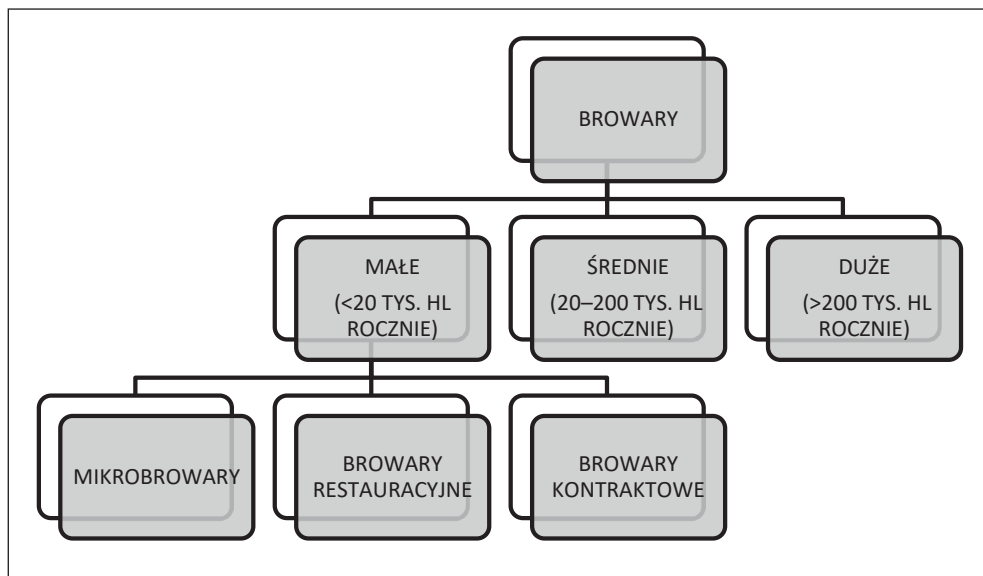 BROWARY
MAŁE
(<20 TYS. HL
ROCZNIE)
ŚREDNIE
(20–200 TYS. HL
ROCZNIE)
DUŻE
(>200 TYS. HL
ROCZNIE)
MIKROBROWARY
BROWARY
RESTAURACYJNE
BROWARY
KONTRAKTOWE